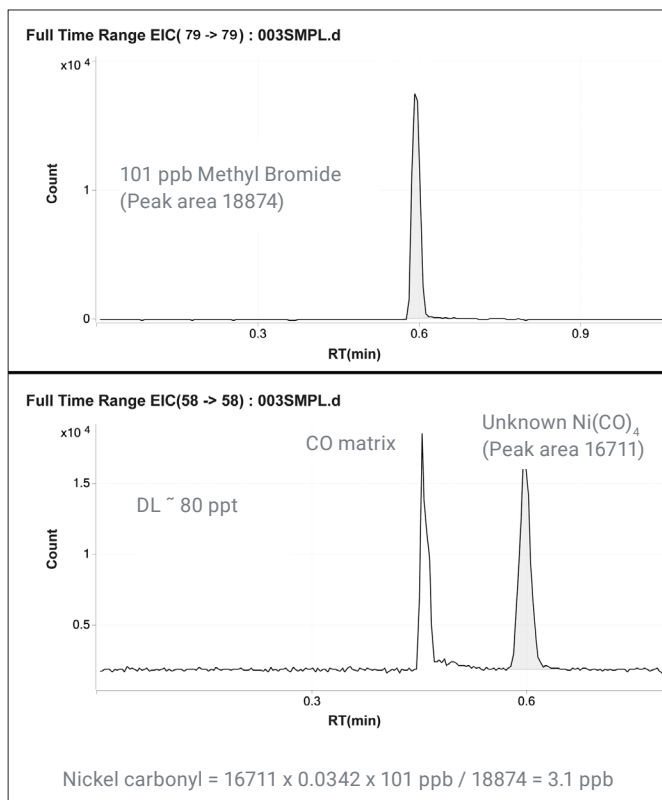 Full Time Range EIC( 79 -> 79) : 003SMPL.d
x10 4
101 ppb Methyl Bromide
(Peak area 18874)
Count
1
0
0.3 0.6 0.9
RT(min)
Full Time Range EIC(58 -> 58) : 003SMPL.d
x10 4
CO matrix
Unknown Ni(CO)4
(Peak area 16711)
1.5
DL ~ 80 ppt
Count
1
0.5
0.3 0.6
RT(min)
Nickel carbonyl = 16711 x 0.0342 x 101 ppb / 18874 = 3.1 ppb